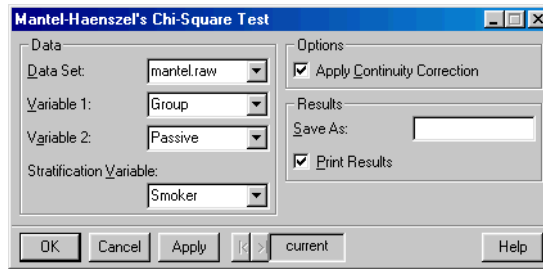 Mantel-Haenszel's Chi-Square Test
Data
Data Set: mantel.raw
Variable 1: Group
Variable 2: Passive
Stratification Variable:
Smoker
Options
Apply Continuity Correction
Results
Save As:
Print Results
OK Cancel Apply current Help